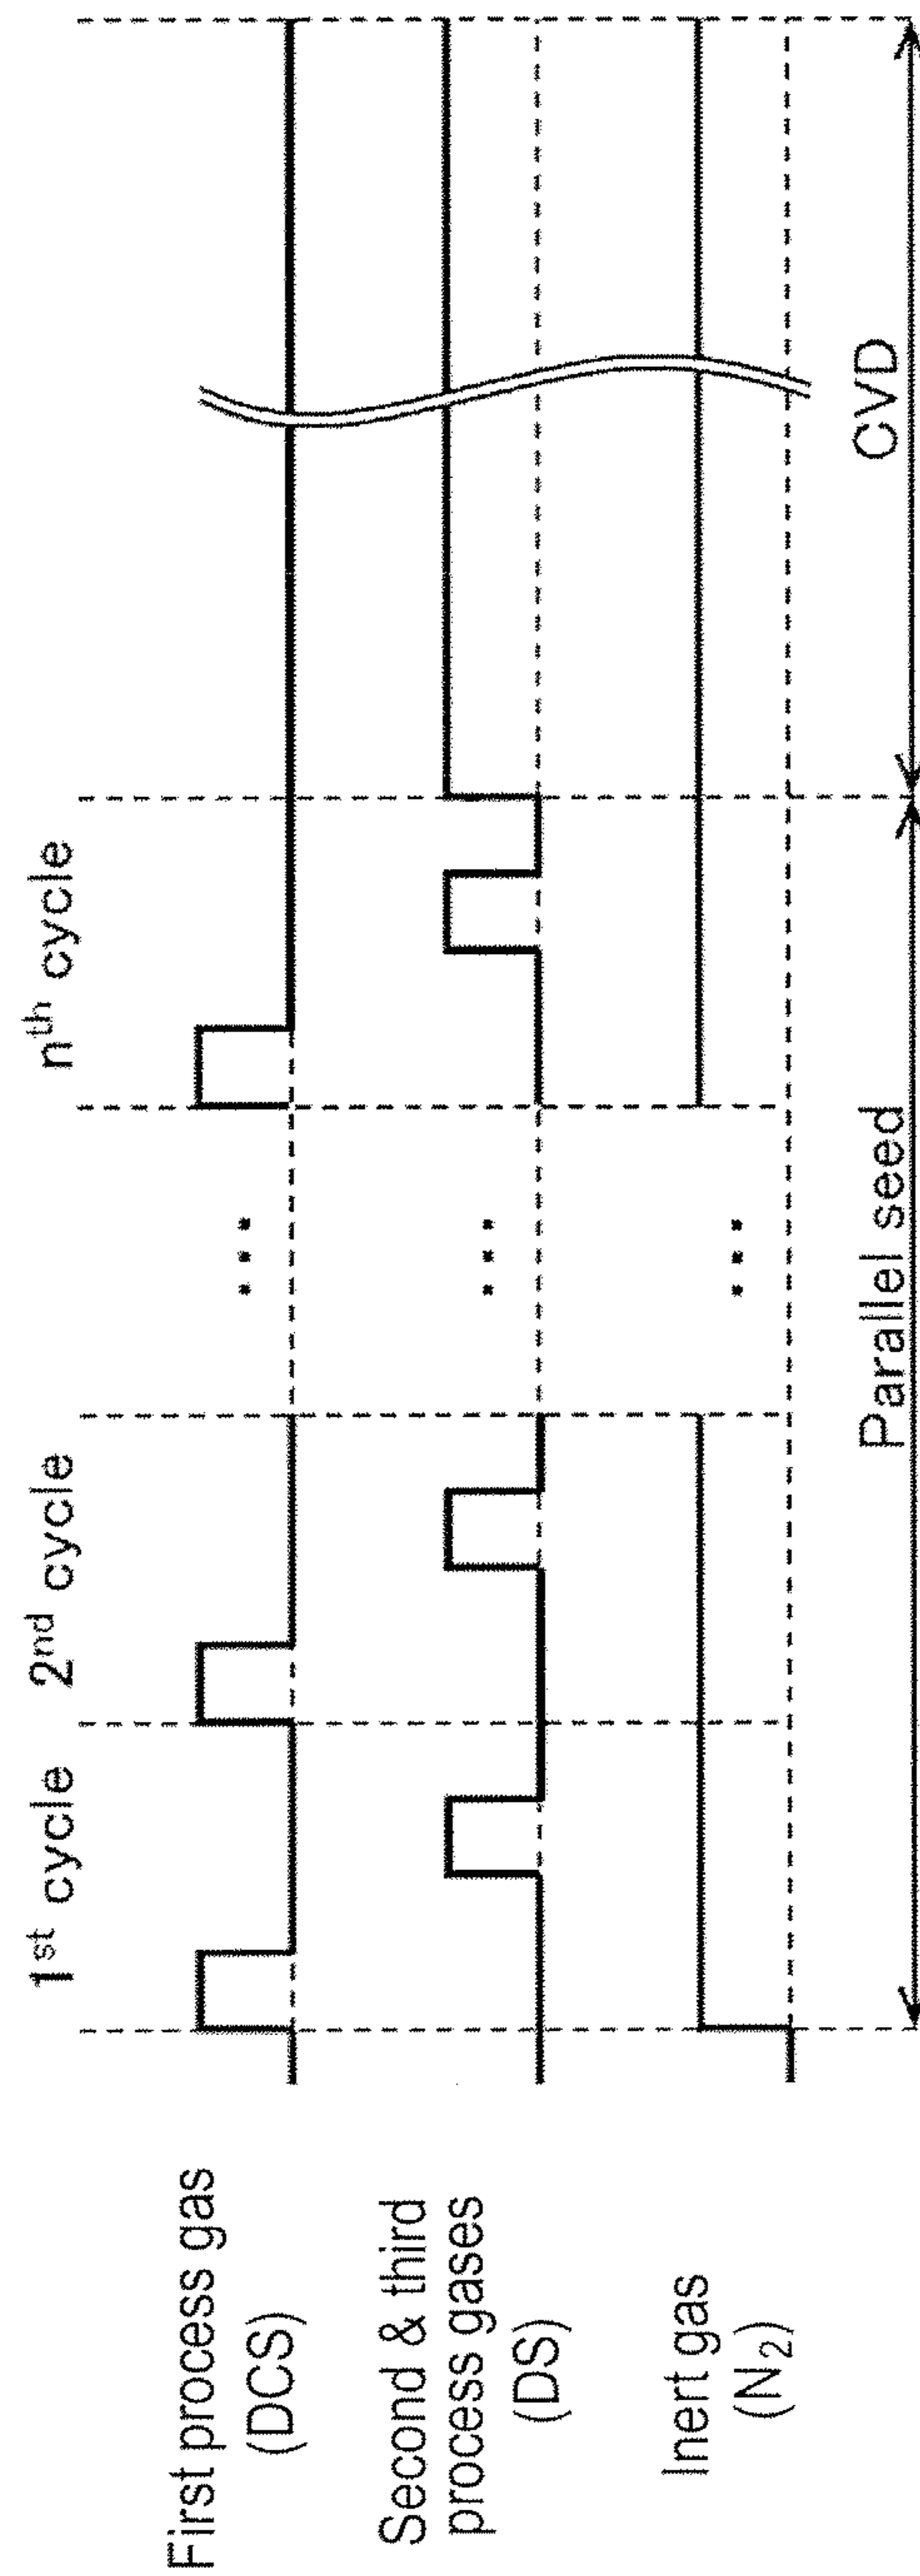 1st cycle
2nd cycle
nth cycle
First process gas
(DCS)
Second & third
process gases
(DS)
Inert gas
(N2)
Parallel seed
CVD